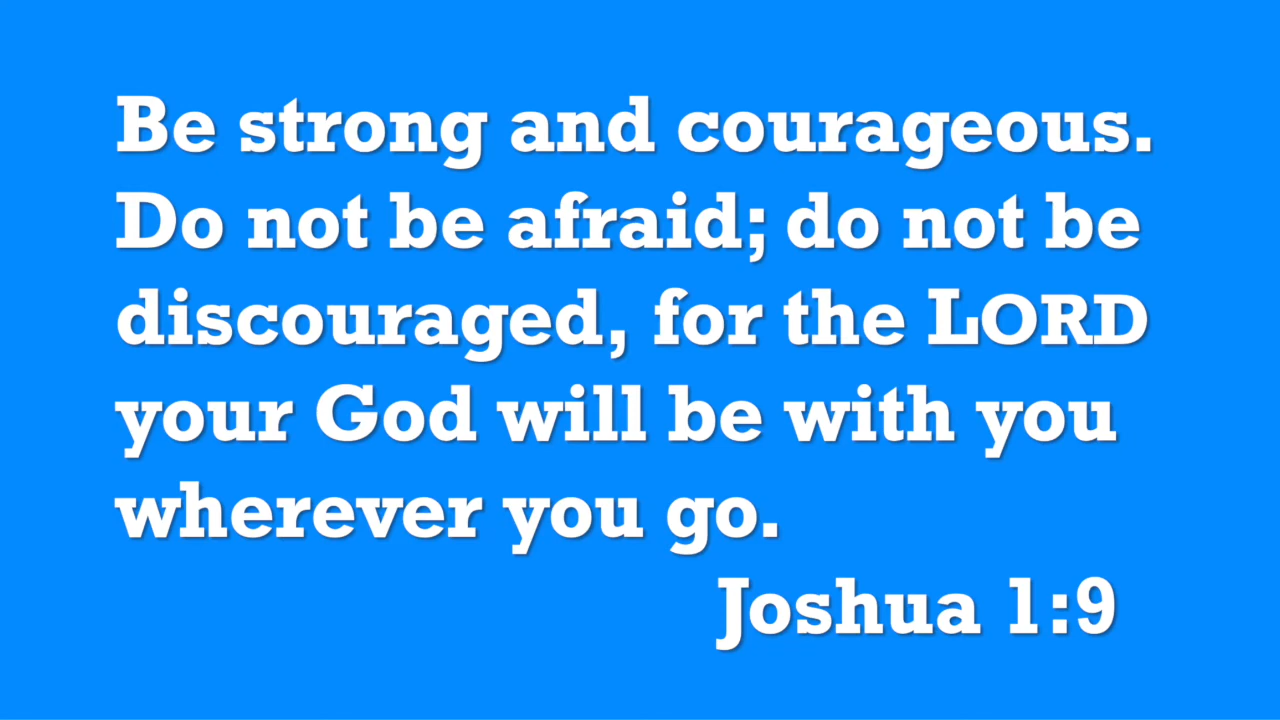 Be strong and courageous.
Do not be afraid; do not be
discouraged, for the LORD
your God will be with you
wherever you go.
Joshua 1:9